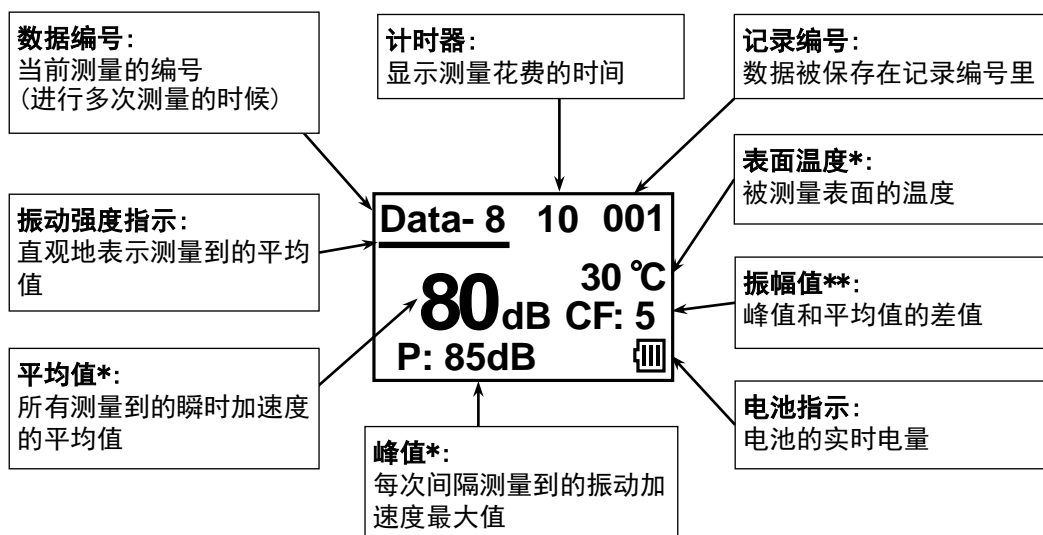 数据编号:
当前测量的编号
(进行多次测量的时候)
计时器:
显示测量花费的时间
记录编号:
数据被保存在记录编号里
表面温度*:
被测量表面的温度
振动强度指示:
直观地表示测量到的平均
值
Data- 8 10 001
30 ℃
80dB CF: 5
P: 85dB
振幅值**:
峰值和平均值的差值
平均值*:
所有测量到的瞬时加速度
的平均值
电池指示:
电池的实时电量
峰值*:
每次间隔测量到的振动加
速度最大值